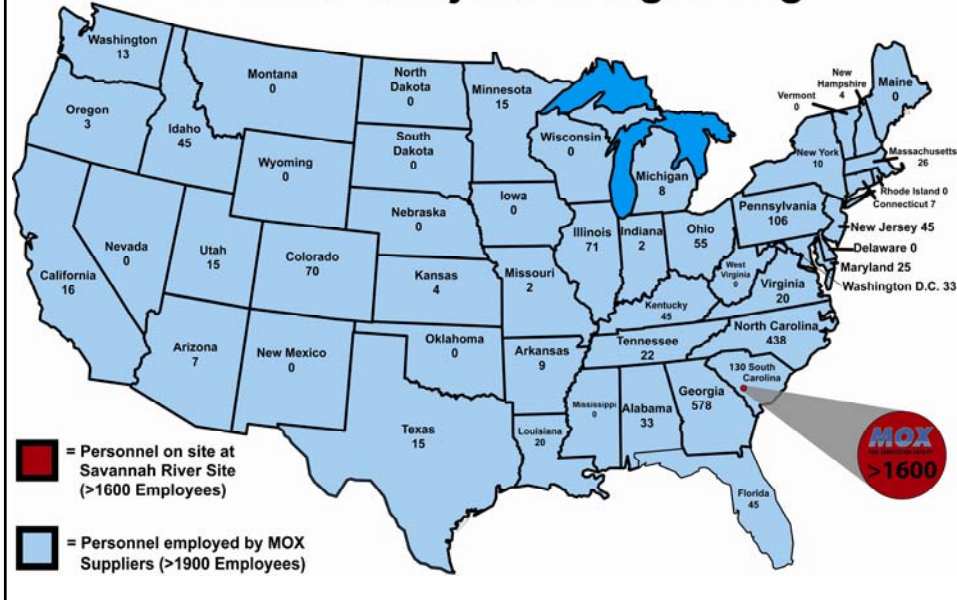 Washington
13
Oregon
3
Idaho
45
Montana
0
North
Dakota
0
South
Dakota
0
Minnesota
15
Wisconsin
0
Michigan
8
Wyoming
0
Nebraska
0
Iowa
0
Nevada
0
Utah
15
Colorado
70
Kansas
4
Missouri
2
Illinois
71
Indiana
2
Ohio
55
California
16
Arizona
7
New Mexico
0
Oklahoma
0
Arkansas
9
Texas
15
Louisiana
20
Mississippi
0
Alabama
33
Georgia
578
Florida
45
Kentucky
45
Tennessee
22
West
Virginia
0
Virginia
20
North Carolina
438
130 South
Carolina
New
Hampshire
4
Vermont
0
Maine
0
New York
10
Massachusetts
26
Rhode Island 0
Connecticut 7
Pennsylvania
106
New Jersey 45
Delaware 0
Maryland 25
Washington D.C. 33
MOX
>1600
= Personnel on site at
Savannah River Site
(>1600 Employees)
= Personnel employed by MOX
Suppliers (>1900 Employees)